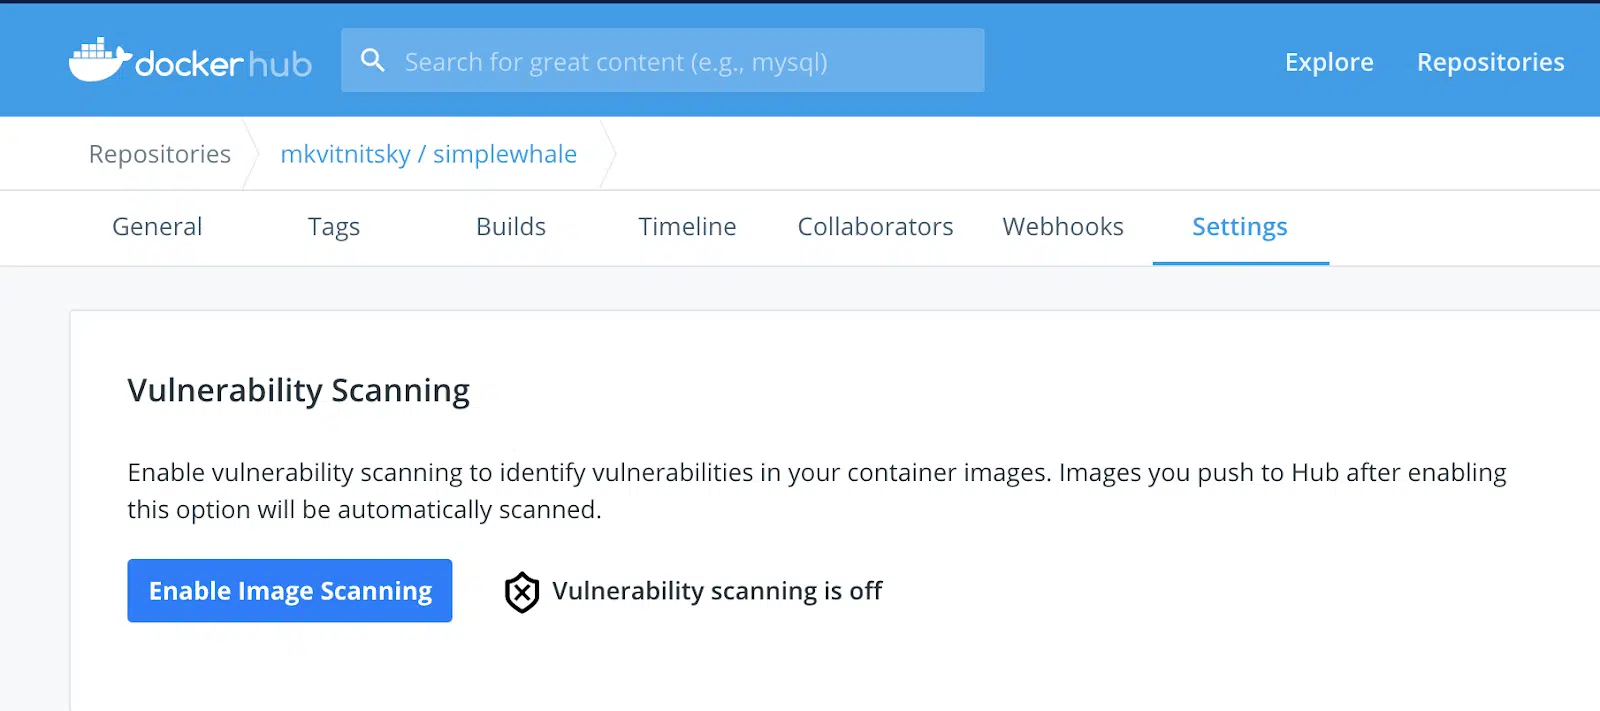 docker hub
Search for great content (e.g., mysql)
Explore
Repositories
Repositories
mkvitnitsky / simplewhale
General
Tags
Builds
Timeline
Collaborators
Webhooks
Settings
Vulnerability Scanning
Enable vulnerability scanning to identify vulnerabilities in your container images. Images you push to Hub after enabling
this option will be automatically scanned.
Enable Image Scanning
Vulnerability scanning is off